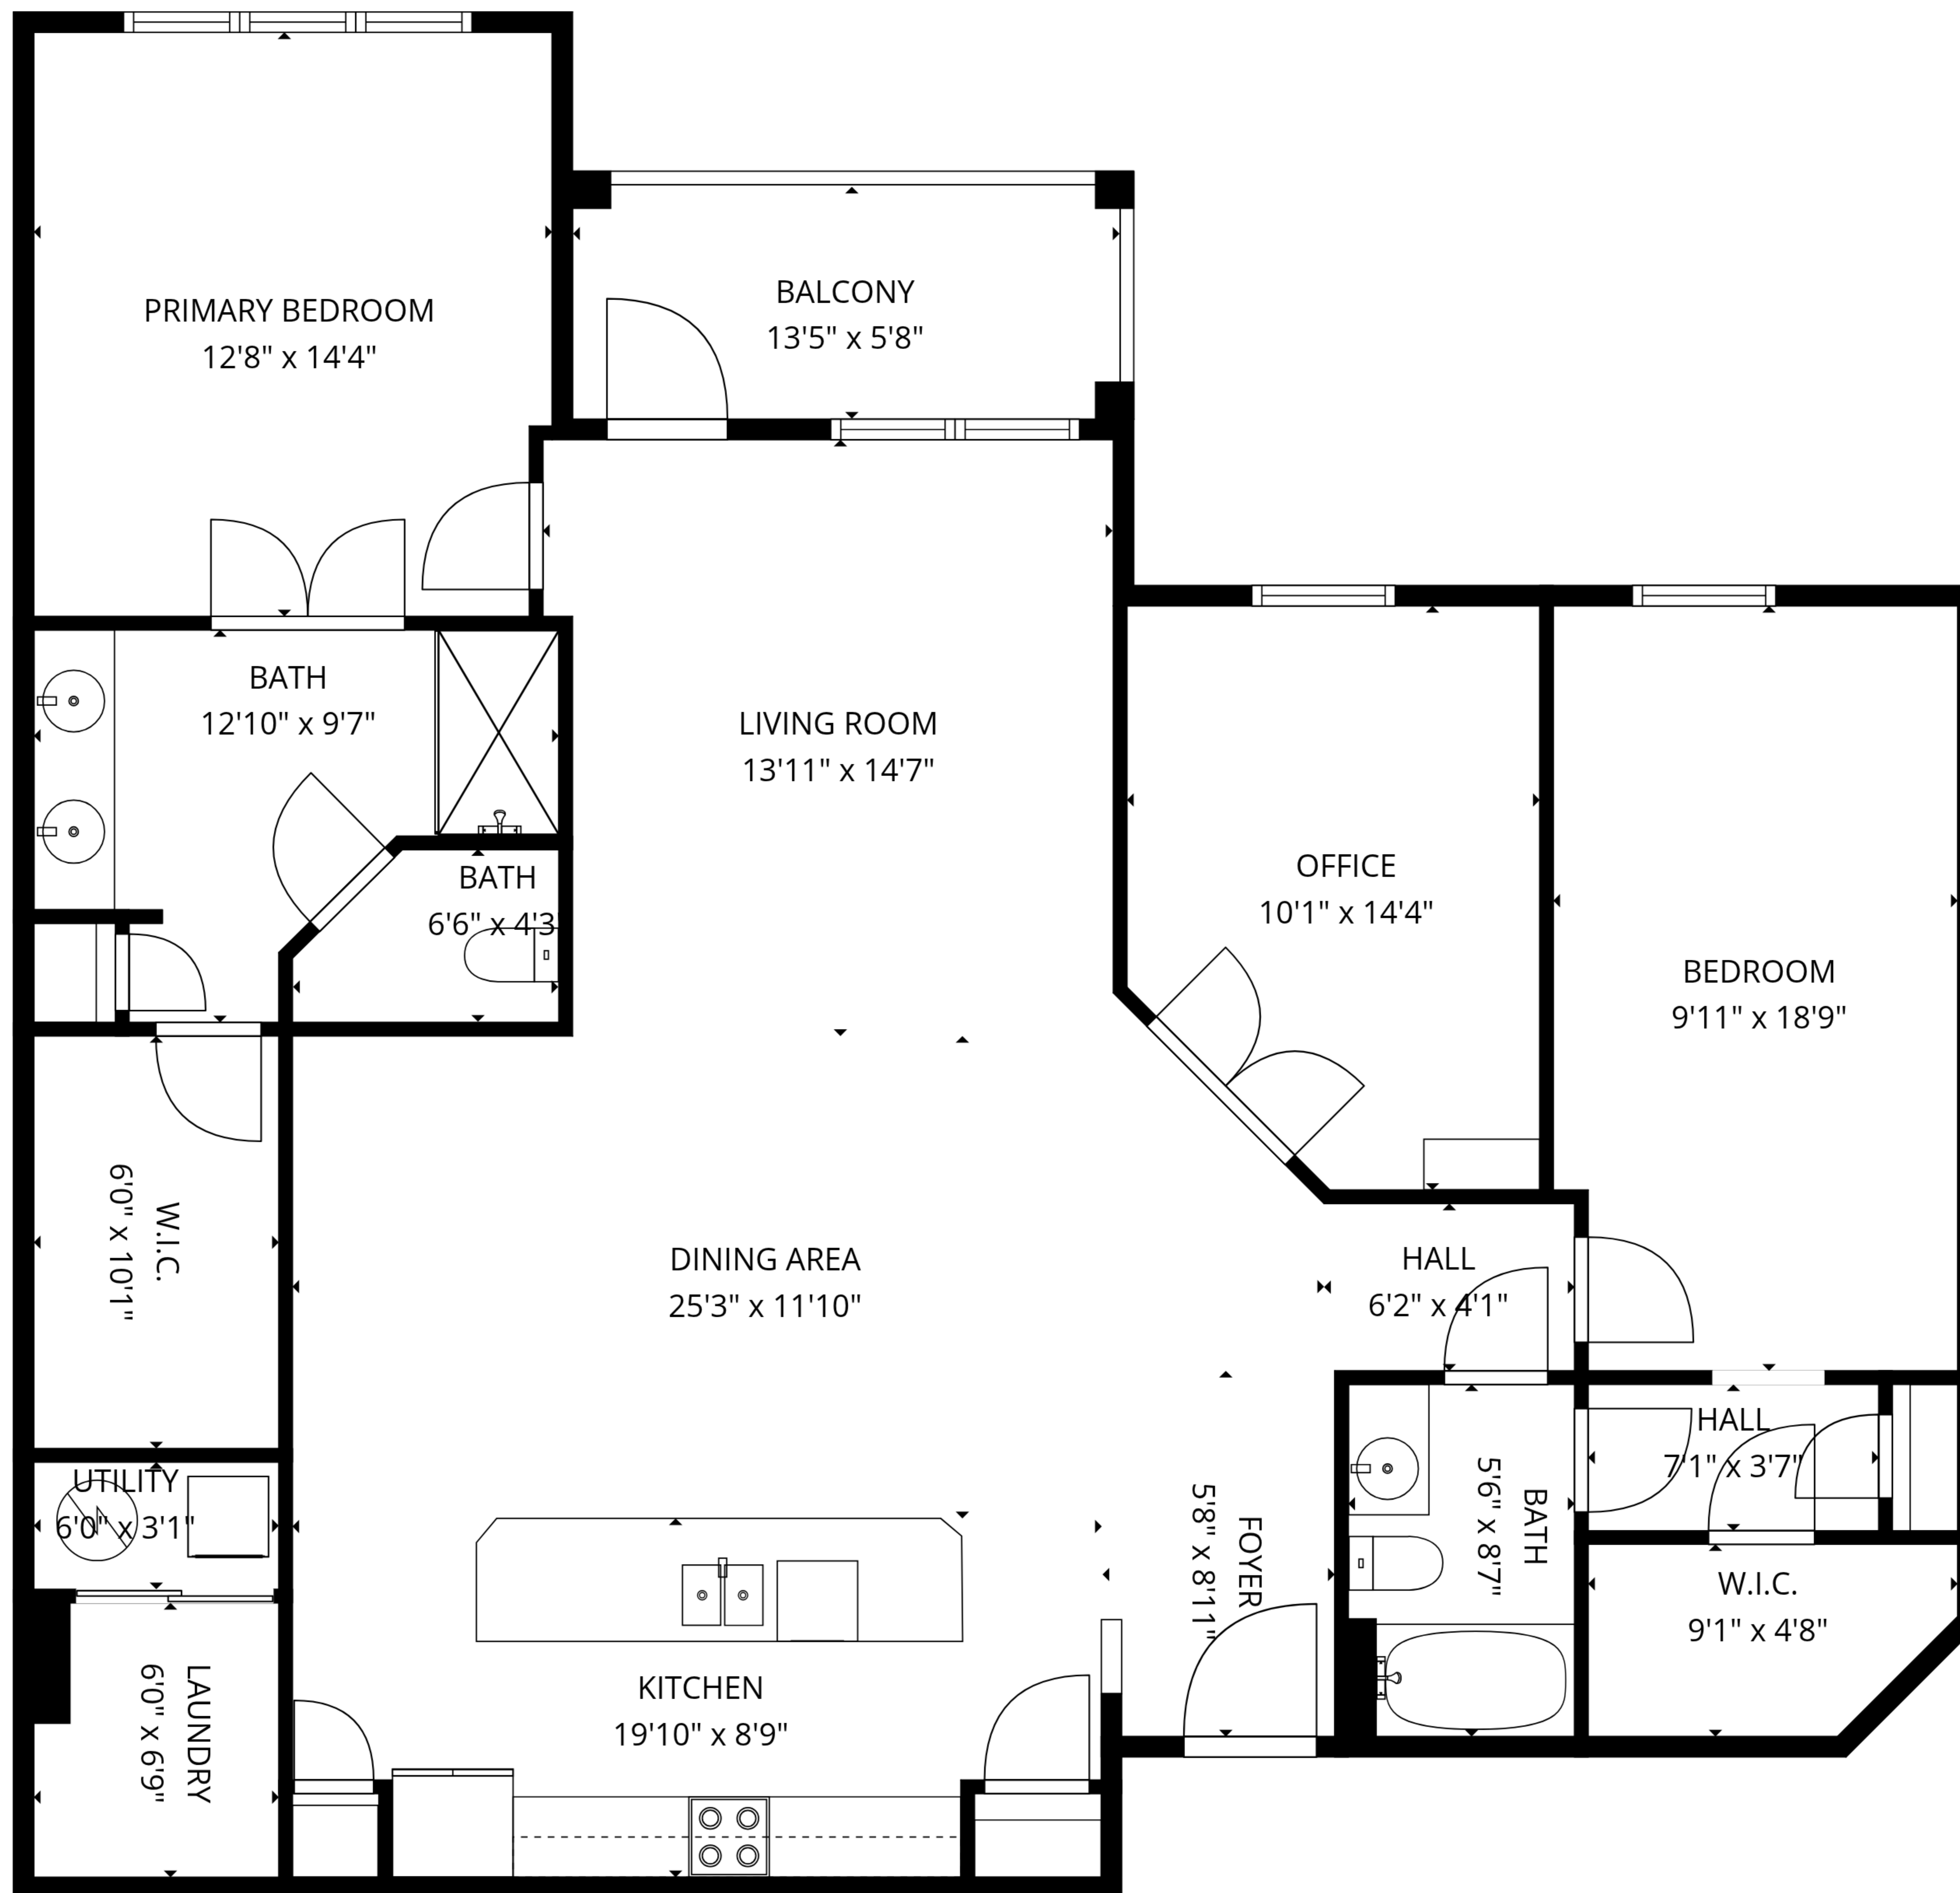 PRIMARY BEDROOM
12'8" x 14'4"
BALCONY
13'5" x 5'8"
BATH
12'10" x 9'7"
LIVING ROOM
13'11" x 14'7"
BATH
6'6" x 4'3
OFFICE
10'1" x 14'4"
BEDROOM
9'11" x 18'9"
W.I.C.
6'0" x 10'1"
DINING AREA
25'3" x 11'10"
HALL
6'2" x 4'1"
HALL
7'1" x 3'7"
UTILITY
6'0" x 3'1"
FOYER
5'8" x 8'11"
BATH
5'6" x 8'7"
W.I.C.
9'1" x 4'8"
LAUNDRY
6'0" x 6'9"
KITCHEN
19'10" x 8'9"